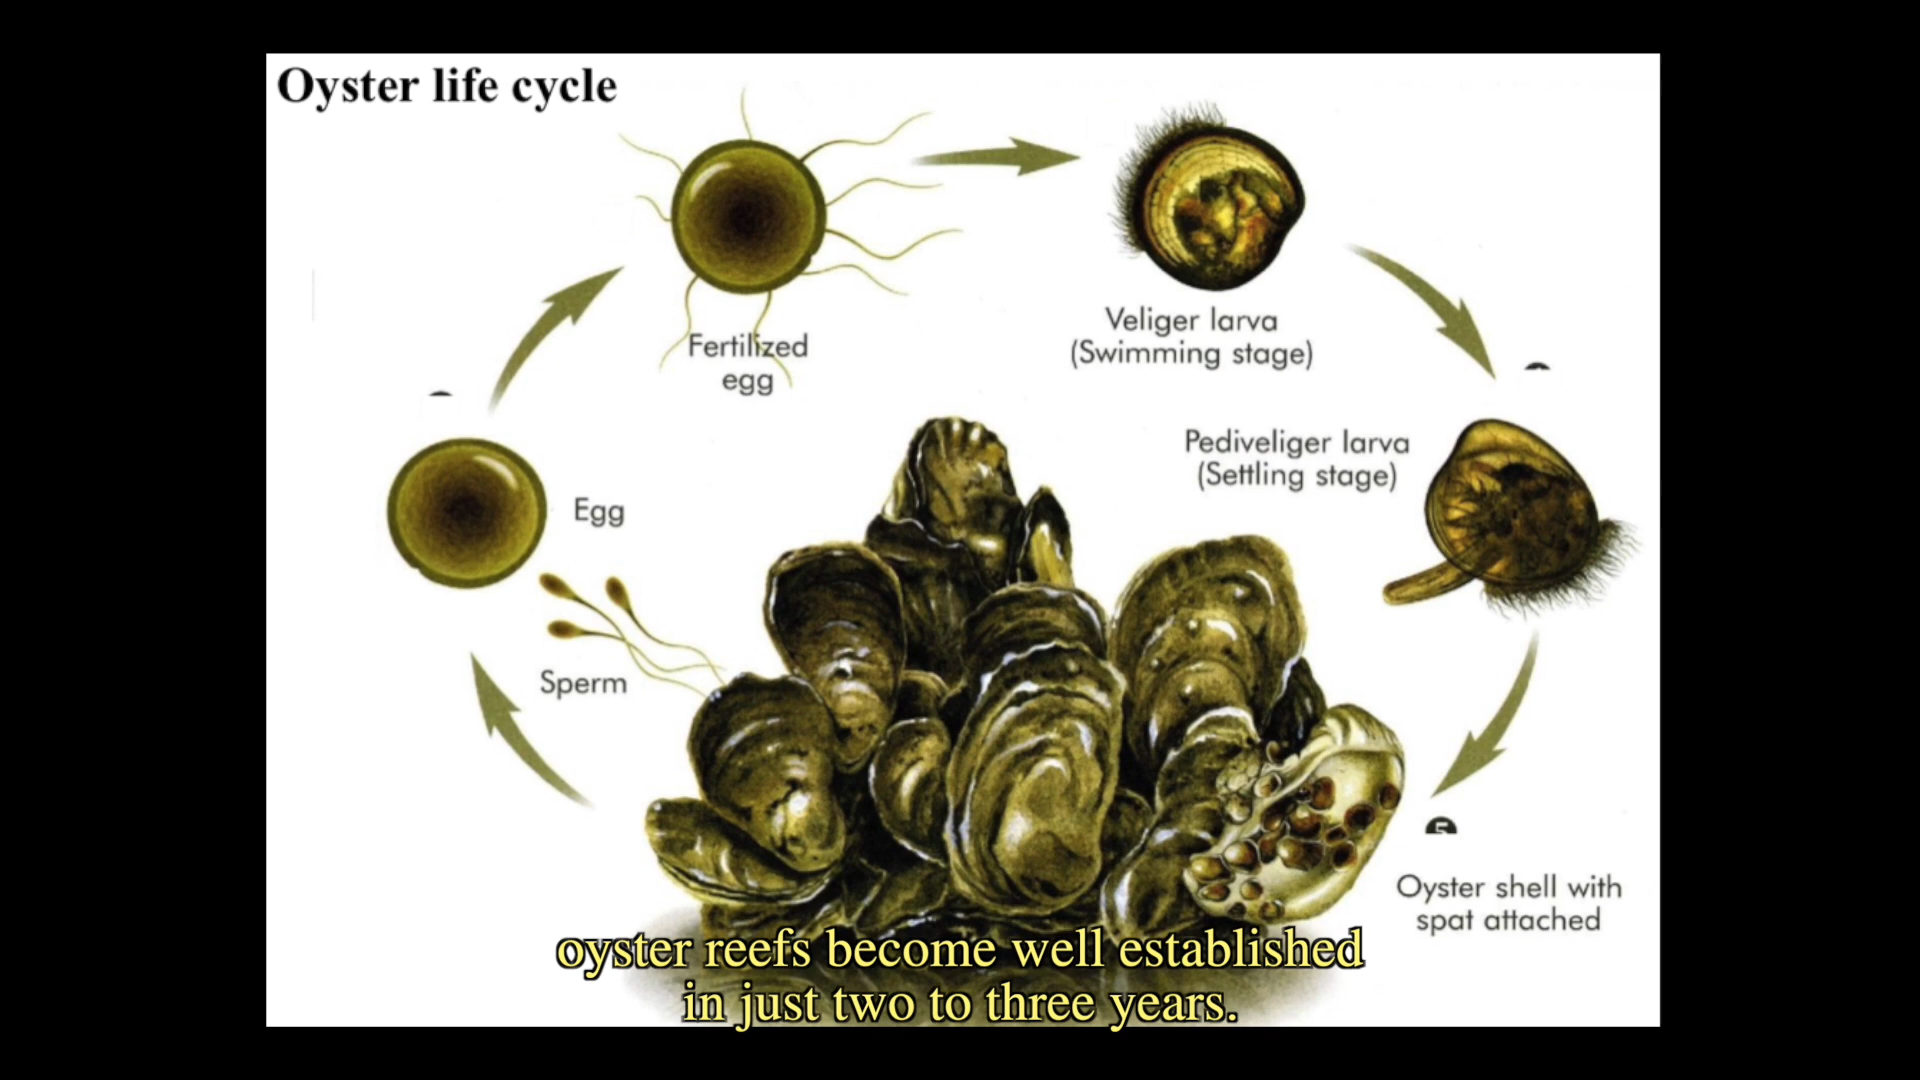 Oyster life cycle
Fertilized
egg
Veliger larva
(Swimming stage)
Pediveliger larva
(Settling stage)
Egg
Sperm
5
Oyster shell with
spat attached
oyster reefs become well established
in just two to three years.